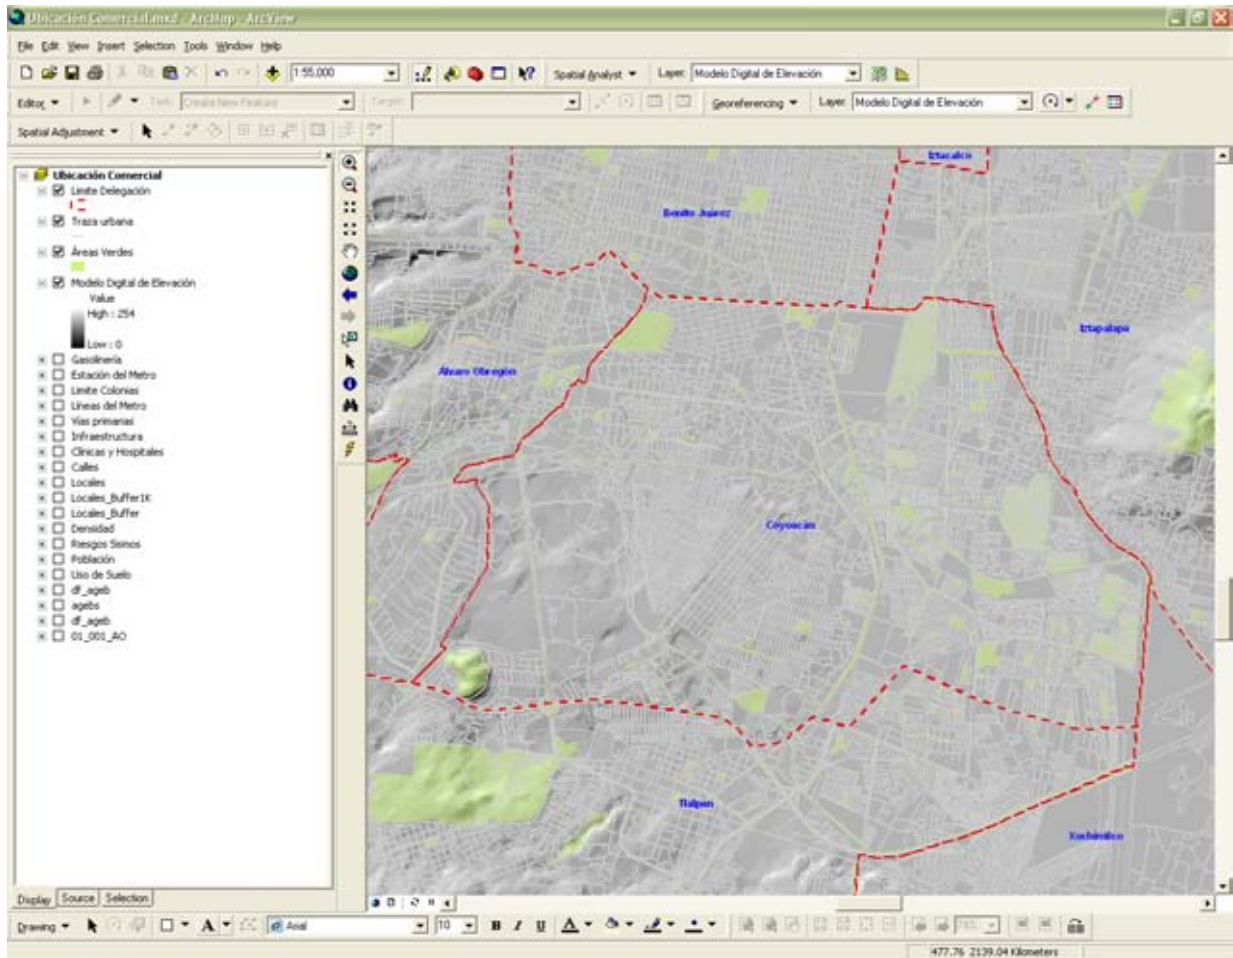 Ubicación Comercial.mxd - ArcMap - ArcView
File Edit View Insert Selection Tools Window Help
1:55,000
Spatial Analyst
Layer: Modelo Digital de Elevación
Editor
Task: Create New Feature
Target:
Georeferencing
Layer: Modelo Digital de Elevación
Spatial Adjustment
Ubicación Comercial
Limite Delegación
Traza urbana
Áreas Verdes
Modelo Digital de Elevación
Value
High : 254
Low : 0
Gasolinería
Estación del Metro
Limite Colonias
Líneas del Metro
Vias primarias
Infraestructura
Clinicas y Hospitales
Calles
Locales
Locales_Buffer1K
Locales_Buffer
Densidad
Riesgos Sismos
Población
Uso de Suelo
df_ageb
agebs
df_ageb
01_001_AO
Iztacalco
Benito Juárez
Iztapalapa
Álvaro Obregón
Coyoacán
Tlalpan
Xochimilco
Display Source Selection
Drawing
A
Arial
10
B I U A
477.76 2139.04 Kilometers